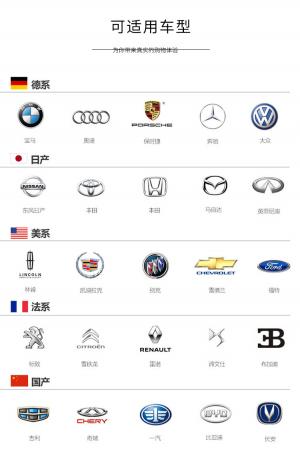 可适用车型
为你带来真实的购物体验
德系
PORSCHE
宝马 奥迪 保时捷 奔驰 大众
日产
NISSAN
东风日产 丰田 本田 马自达 英菲尼迪
美系
LINCOLN CHEVROLET Ford
林肯 凯迪拉克 别克 雪佛兰 福特
法系
CITROËN RENAULT
标致 雪铁龙 雷诺 布加迪
国产
CHERY BYD
吉利 奇瑞 一汽 比亚迪 长安